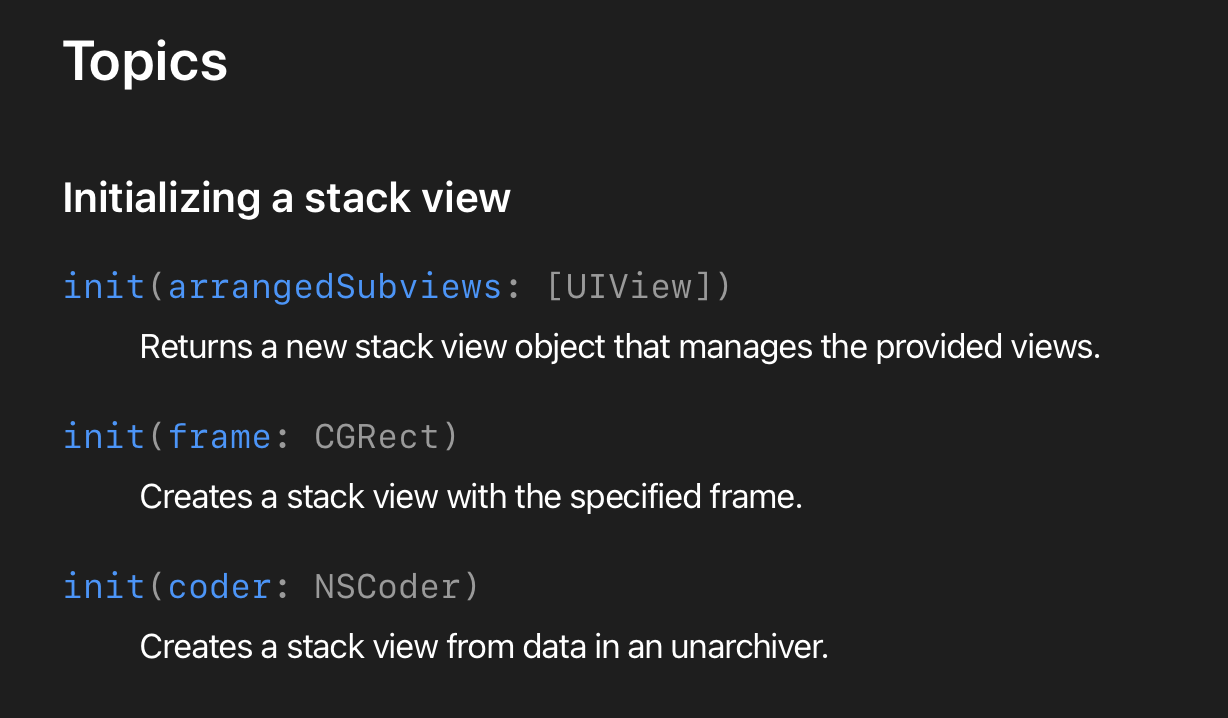 Topics
Initializing a stack view
init(arrangedSubviews: [UIView])
Returns a new stack view object that manages the provided views.
init(frame: CGRect)
Creates a stack view with the specified frame.
init(coder: NSCoder)
Creates a stack view from data in an unarchiver.